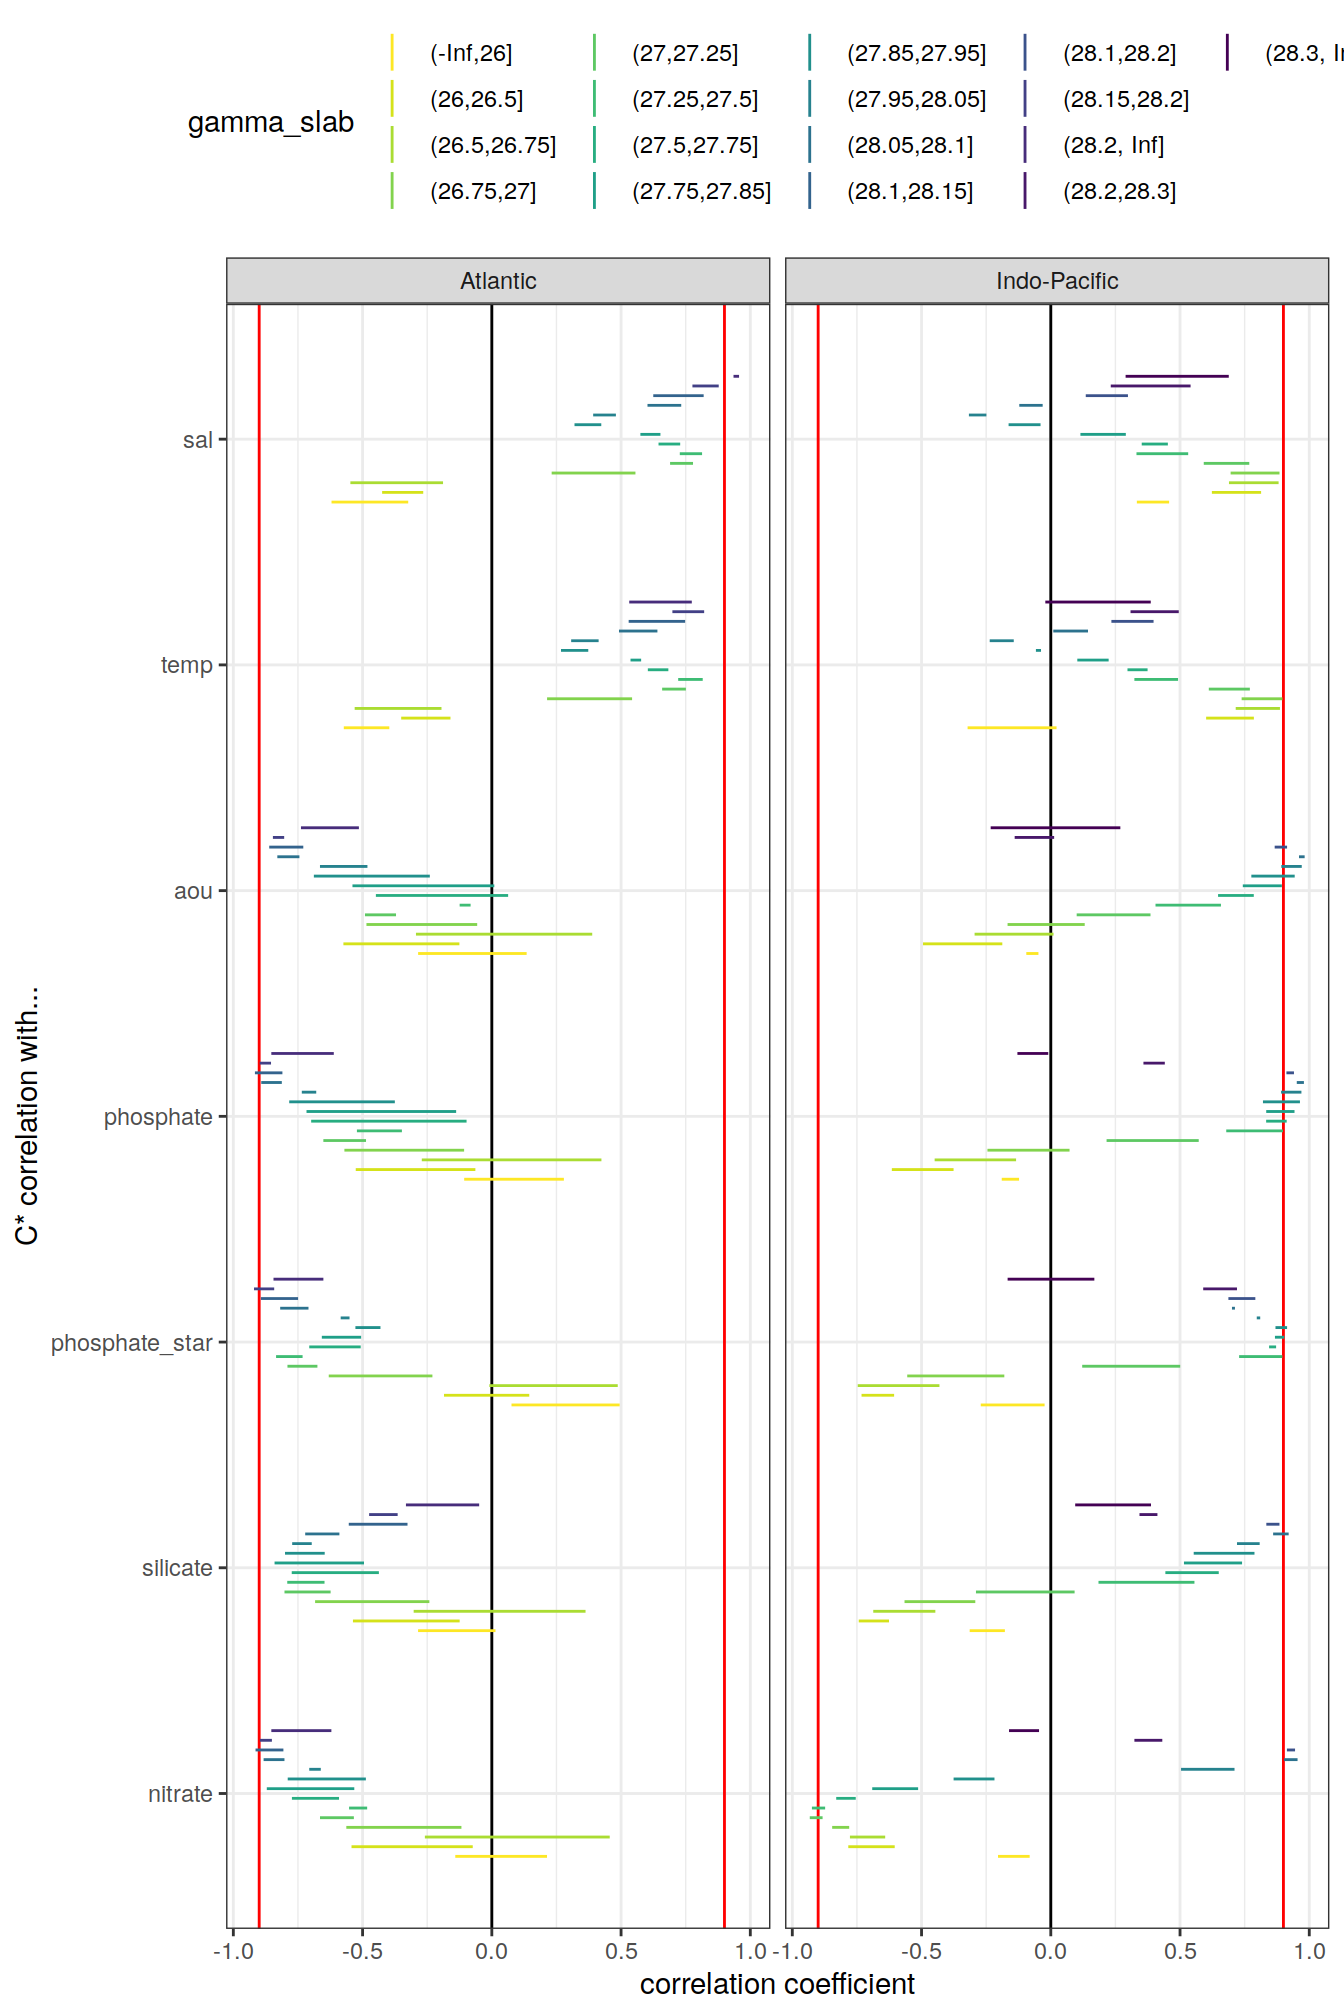 gamma_slab
(-Inf,26]
(26,26.5]
(26.5,26.75]
(26.75,27]
(27,27.25]
(27.25,27.5]
(27.5,27.75]
(27.75,27.85]
(27.85,27.95]
(27.95,28.05]
(28.05,28.1]
(28.1,28.15]
(28.1,28.2]
(28.15,28.2]
(28.2, Inf]
(28.2,28.3]
(28.3,
Atlantic
Indo-Pacific
C* correlation with...
sal
temp
aou
phosphate
phosphate_star
silicate
nitrate
-1.0 -0.5 0.0 0.5 1.0
-1.0 -0.5 0.0 0.5 1.0
correlation coefficient